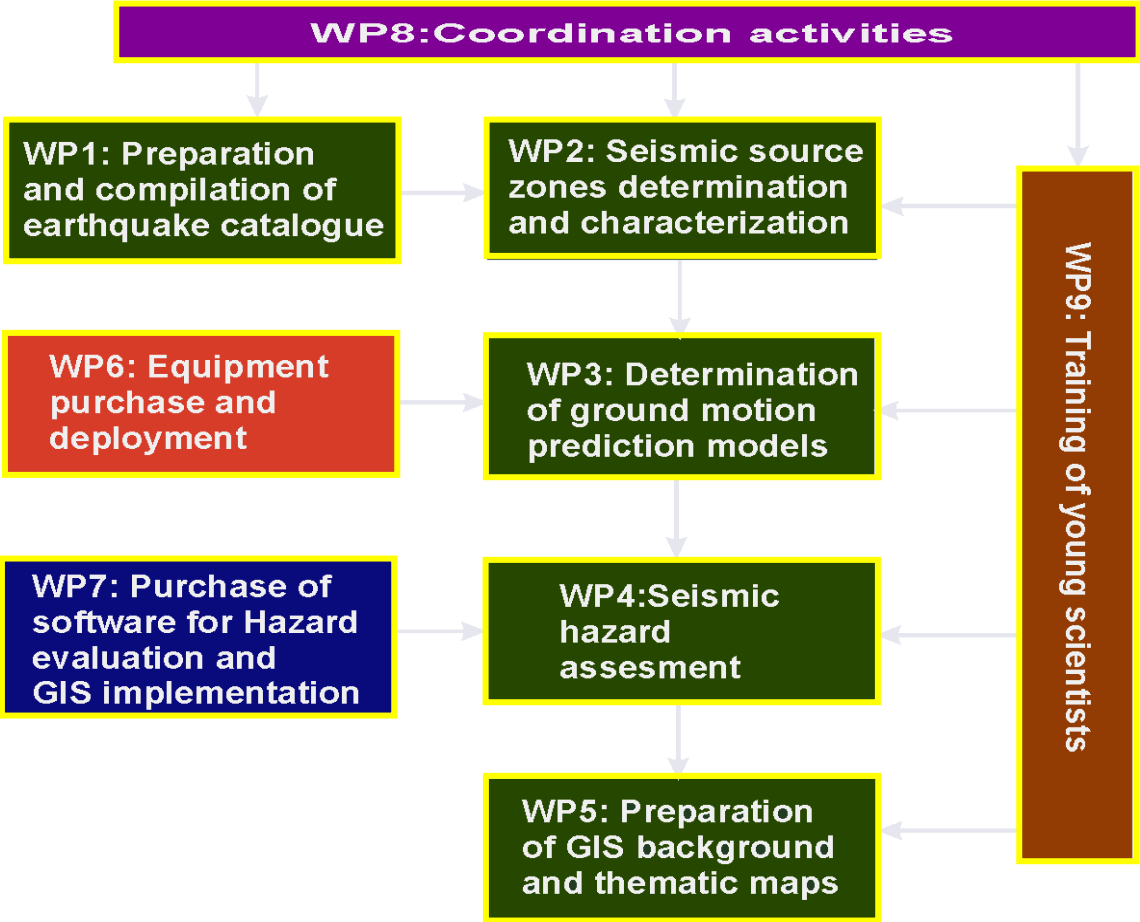 WP8:Coordination activities
WP1: Preparation
and compilation of
earthquake catalogue
WP2: Seismic source
zones determination
and characterization
WP6: Equipment
purchase and
deployment
WP3: Determination
of ground motion
prediction models
WP7: Purchase of
software for Hazard
evaluation and
GIS implementation
WP4:Seismic
hazard
assesment
WP5: Preparation
of GIS background
and thematic maps
WP9: Training of young scientists